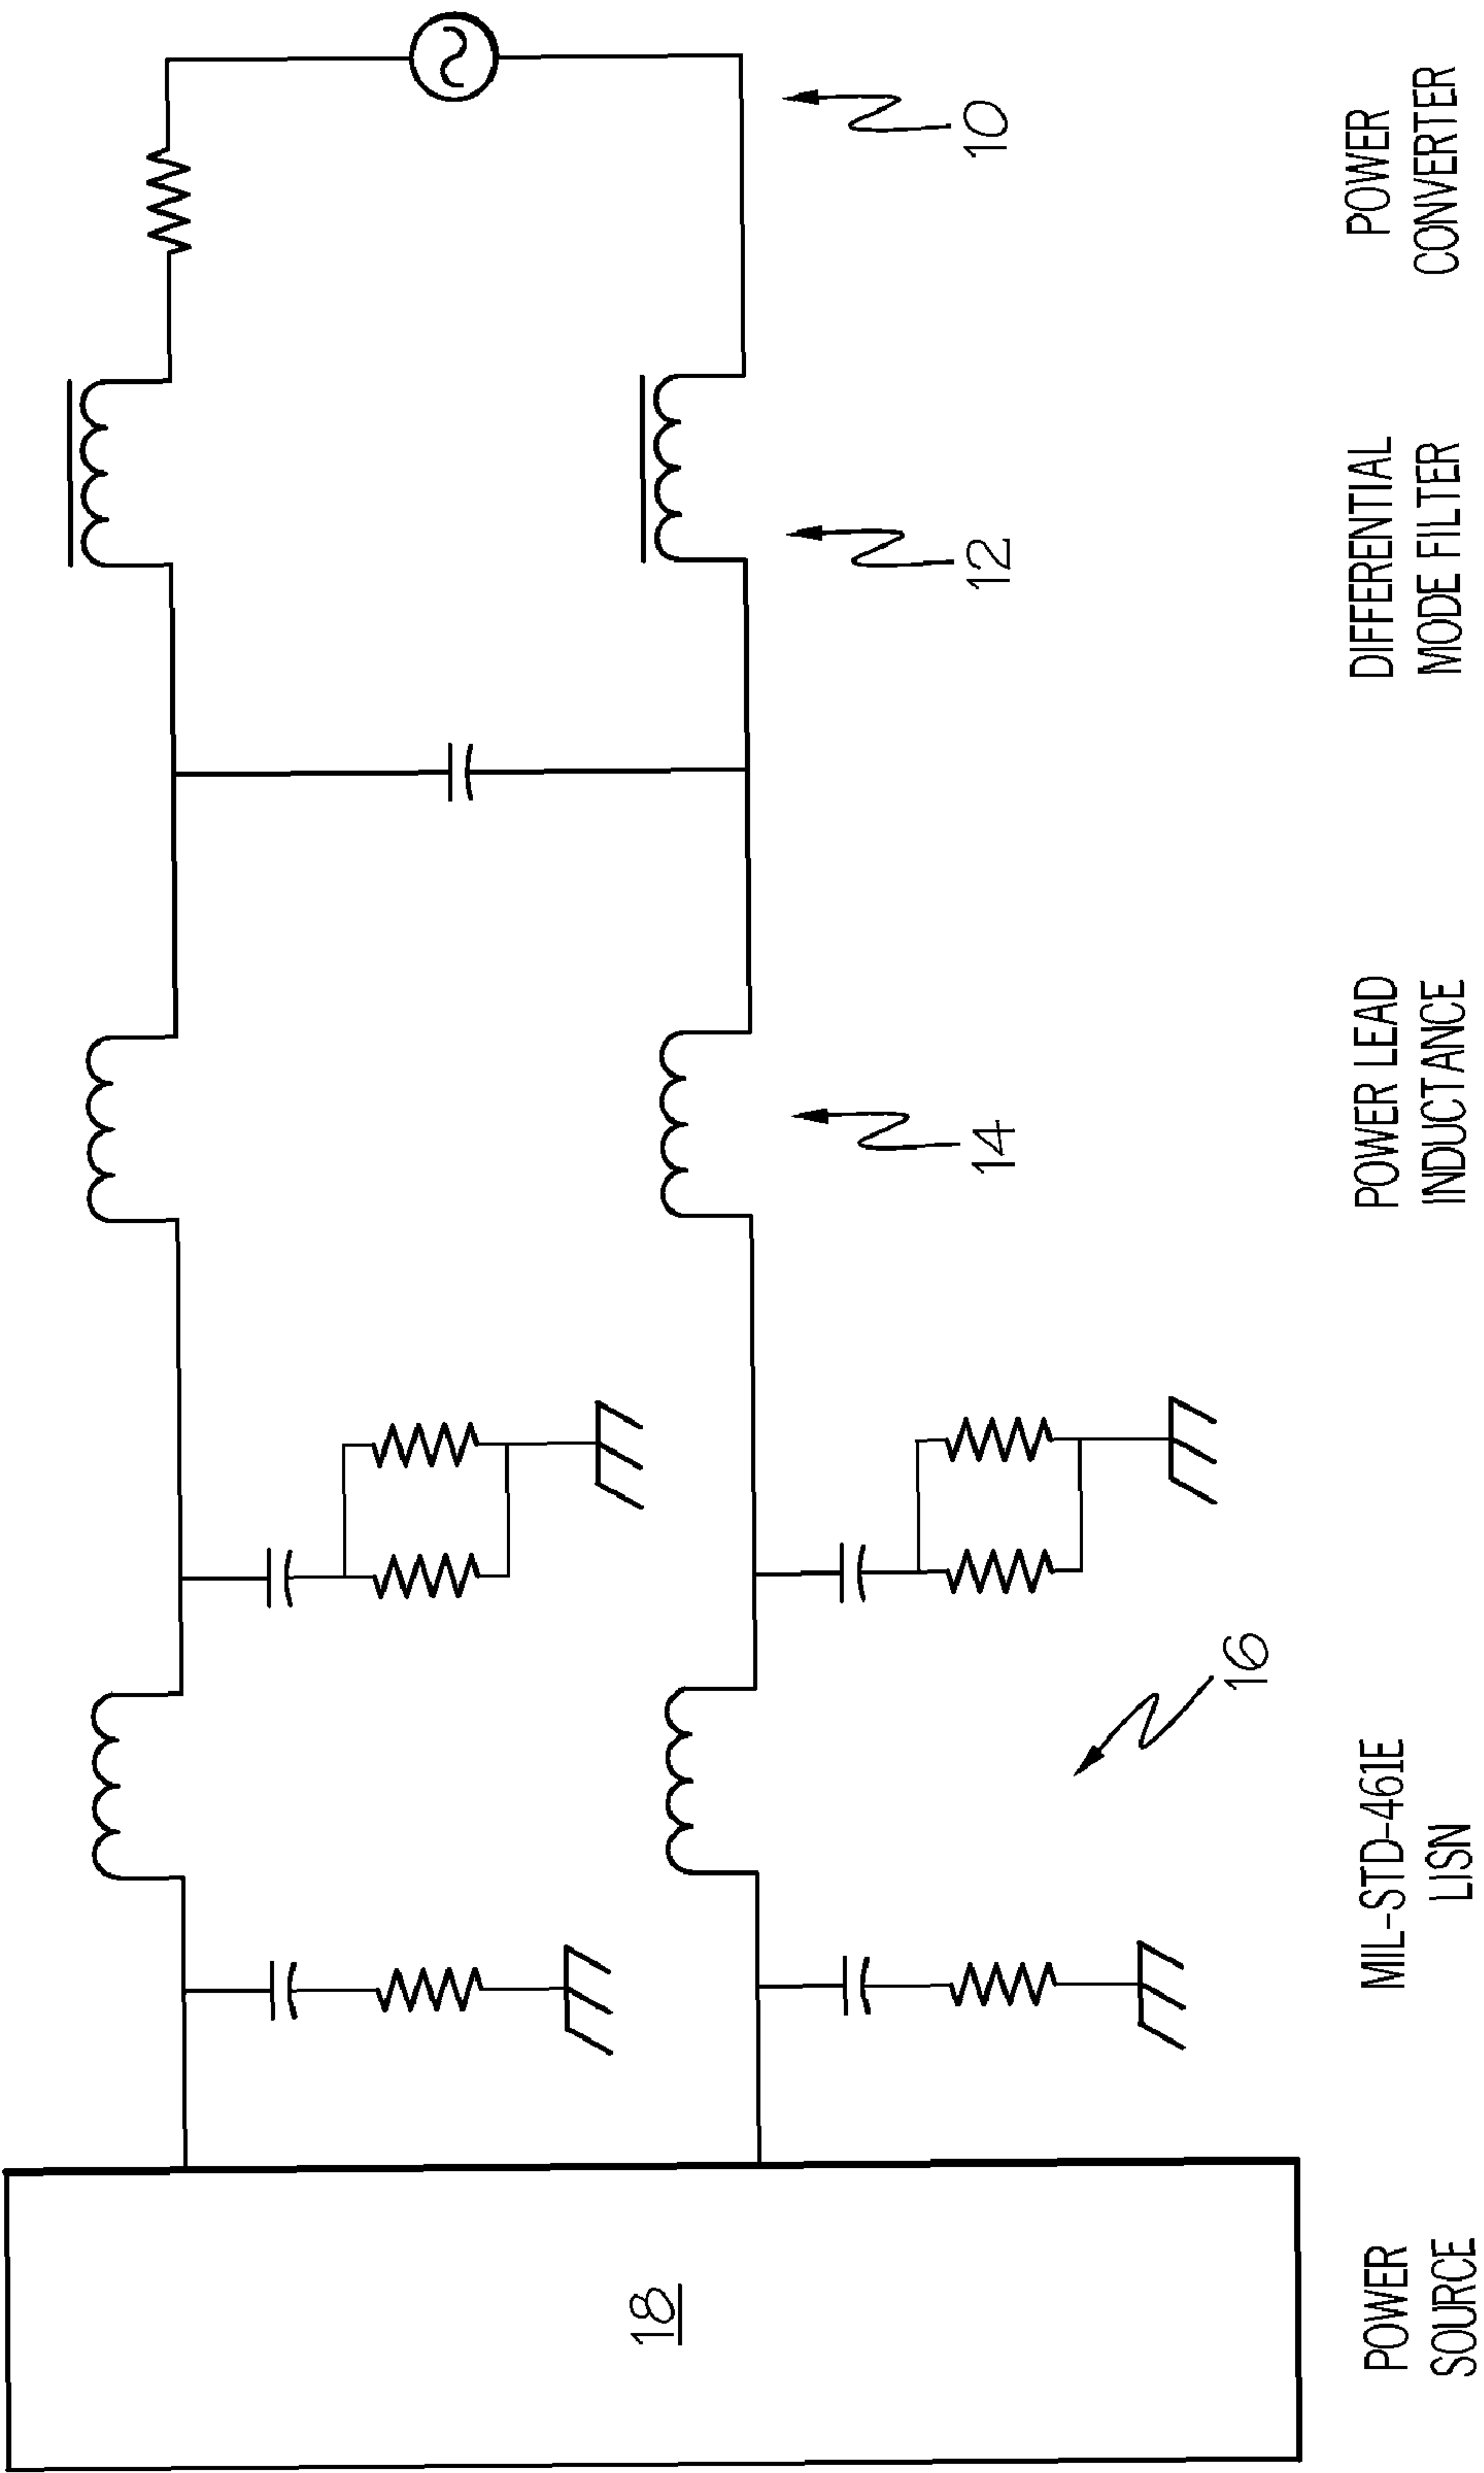 18
16
14
12
10
POWER
SOURCE
MIL-STD-461E
LISN
POWER LEAD
INDUCTANCE
DIFFERENTIAL
MODE FILTER
POWER
CONVERTER